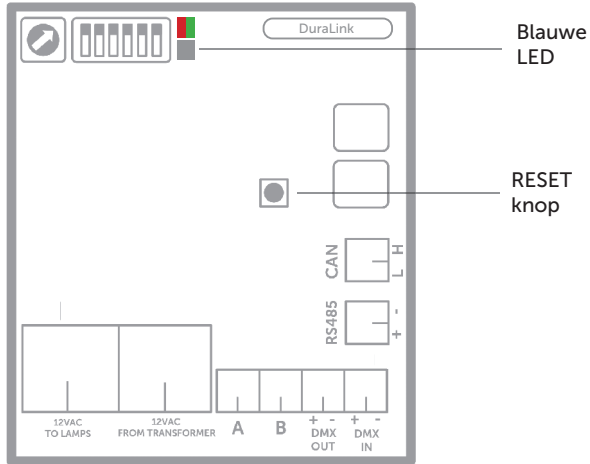 DuraLink
Blauwe
LED
RESET
knop
CAN
H
L
RS485
-
+
12VAC
TO LAMPS
12VAC
FROM TRANSFORMER
A
B
+ -
DMX
OUT
+ -
DMX
IN